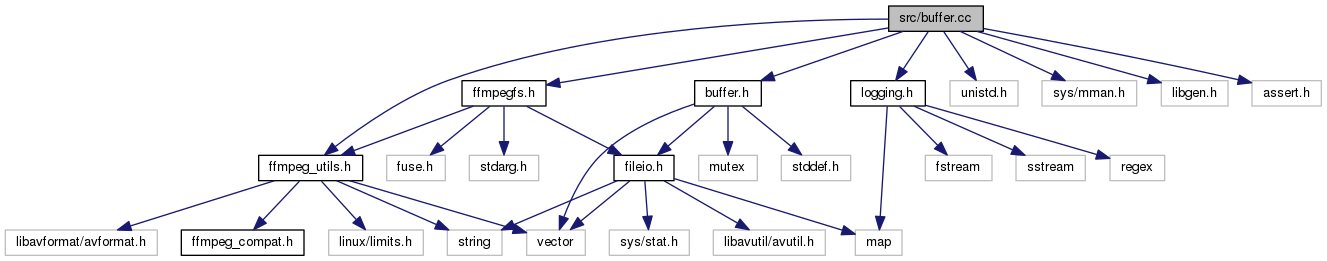 src/buffer.cc
ffmpegfs.h
buffer.h
logging.h
unistd.h
sys/mman.h
libgen.h
assert.h
ffmpeg_utils.h
fuse.h
stdarg.h
fileio.h
mutex
stddef.h
fstream
sstream
regex
libavformat/avformat.h
ffmpeg_compat.h
linux/limits.h
string
vector
sys/stat.h
libavutil/avutil.h
map